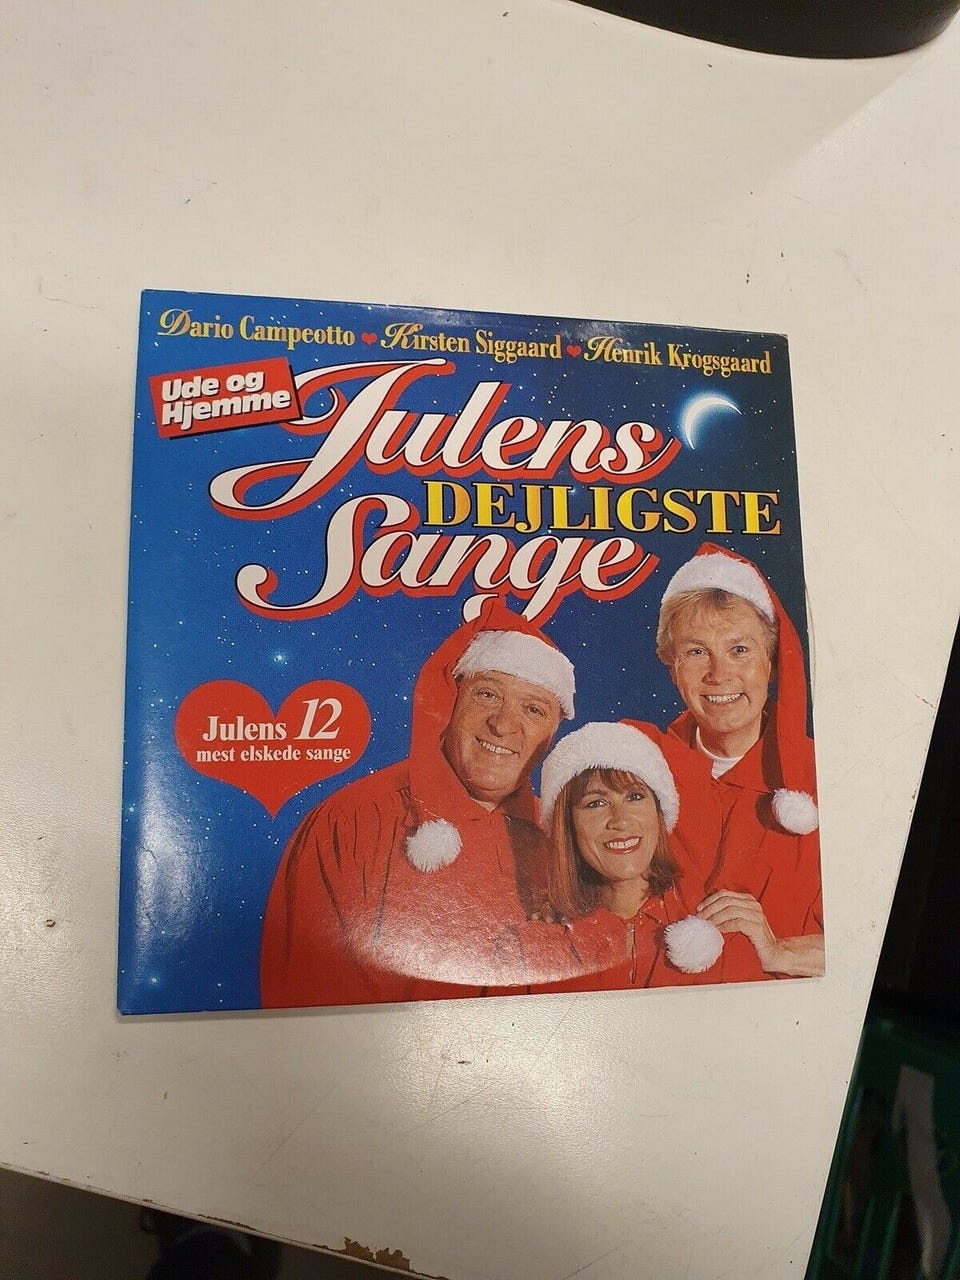 Dario Campeotto ♥ Kirsten Siggaard ♥ Henrik Krogsgaard
Ude og
Hjemme
Julens
DEJLIGSTE
Sange
Julens 12
mest elskede sange